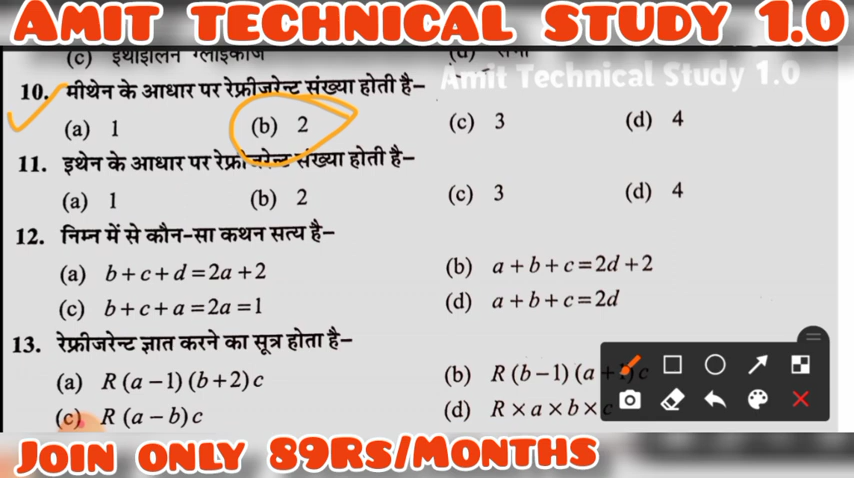 AMIT TECHNICAL STUDY 1.0
(c) इथाइलिन ग्लाइकॉल (d)
Amit Technical Study 1.0
10. मीथेन के आधार पर रेफ्रीजरेन्ट संख्या होती है–
(a) 1 (b) 2 (c) 3 (d) 4
11. इथेन के आधार पर रेफ्रीजरेन्ट संख्या होती है–
(a) 1 (b) 2 (c) 3 (d) 4
12. निम्न में से कौन-सा कथन सत्य है–
(a) b+c+d=2a+2 (b) a+b+c=2d+2
(c) b+c+a=2a=1 (d) a+b+c=2d
13. रेफ्रीजरेन्ट ज्ञात करने का सूत्र होता है–
(a) R(a−1)(b+2)c (b) R(b−1)(a+1)c
(c) R(a−b)c (d) R×a×b×c
JOIN ONLY 89RS/MONTHS